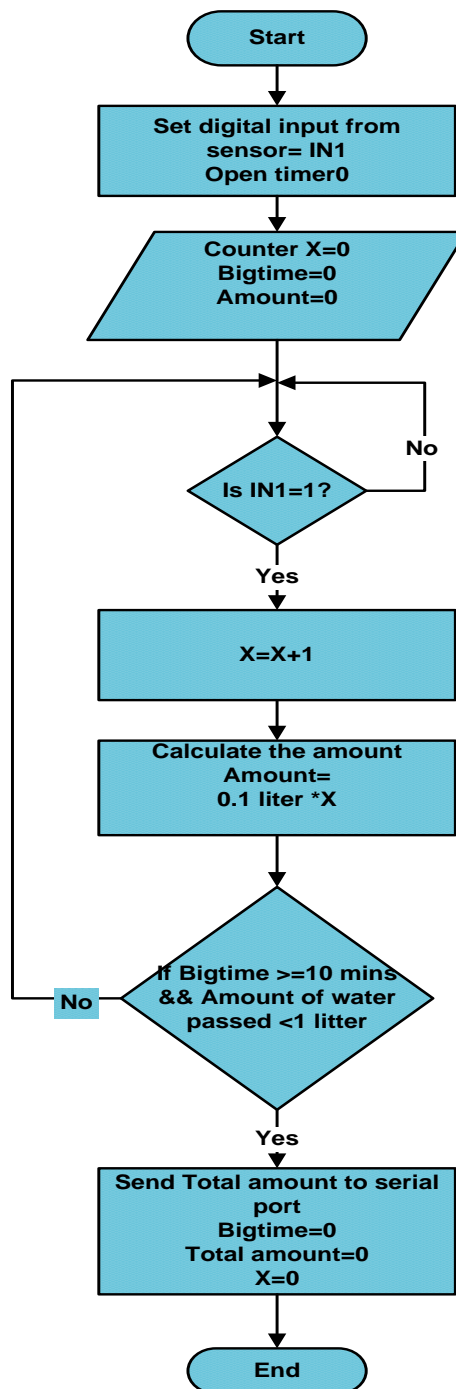 Start
Set digital input from
sensor= IN1
Open timer0
Counter X=0
Bigtime=0
Amount=0
No
Is IN1=1?
Yes
X=X+1
Calculate the amount
Amount=
0.1 liter *X
If Bigtime >=10 mins
&& Amount of water
passed <1 litter
No
Yes
Send Total amount to serial
port
Bigtime=0
Total amount=0
X=0
End